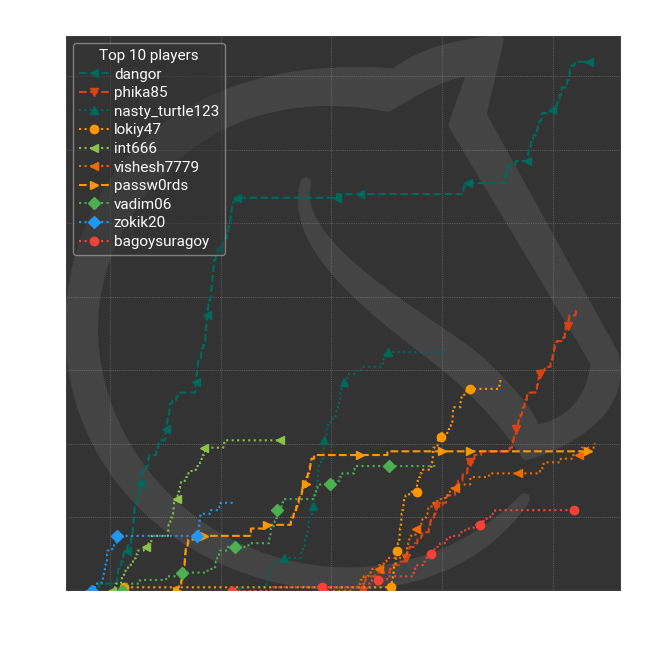 Top 10 players
dangor
phika85
nasty_turtle123
lokiy47
int666
vishesh7779
passw0rds
vadim06
zokik20
bagoysuragoy